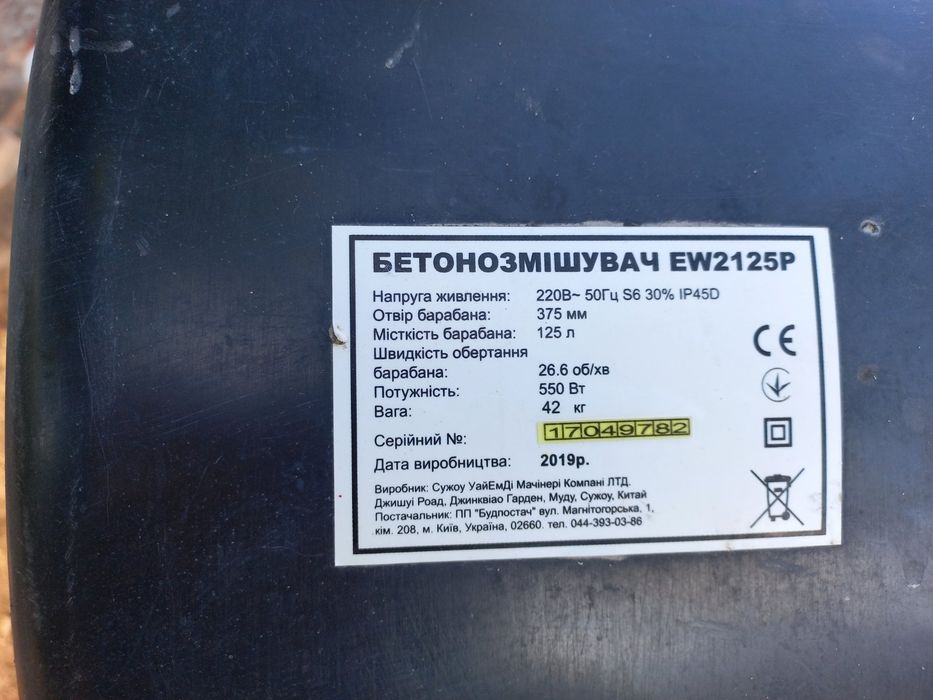 БЕТОНОЗМІШУВАЧ EW2125P
Напруга живлення: 220В~ 50Гц S6 30% IP45D
Отвір барабана: 375 мм
Місткість барабана: 125 л
Швидкість обертання
барабана: 26.6 об/хв
Потужність: 550 Вт
Вага: 42 кг
Серійний №: 17049782
Дата виробництва: 2019р.
Виробник: Сужоу УайЕмДі Мачінері Компані ЛТД.
Джишуі Роад, Джинквіао Гарден, Муду, Сужоу, Китай
Постачальник: ПП "Будпостач" вул. Магнітогорська, 1,
кім. 208, м. Київ, Україна, 02660. тел. 044-393-03-86
CE